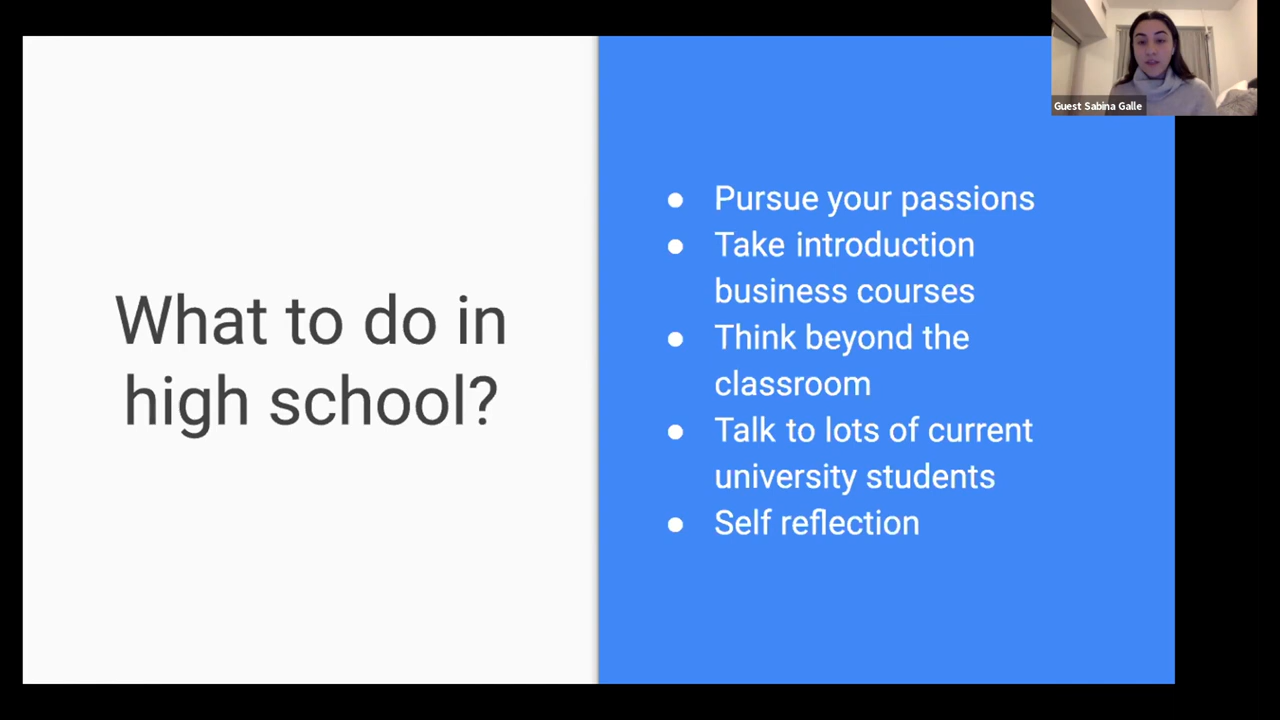 Guest Sabina Galle
What to do in
high school?
● Pursue your passions
● Take introduction
business courses
● Think beyond the
classroom
● Talk to lots of current
university students
● Self reflection